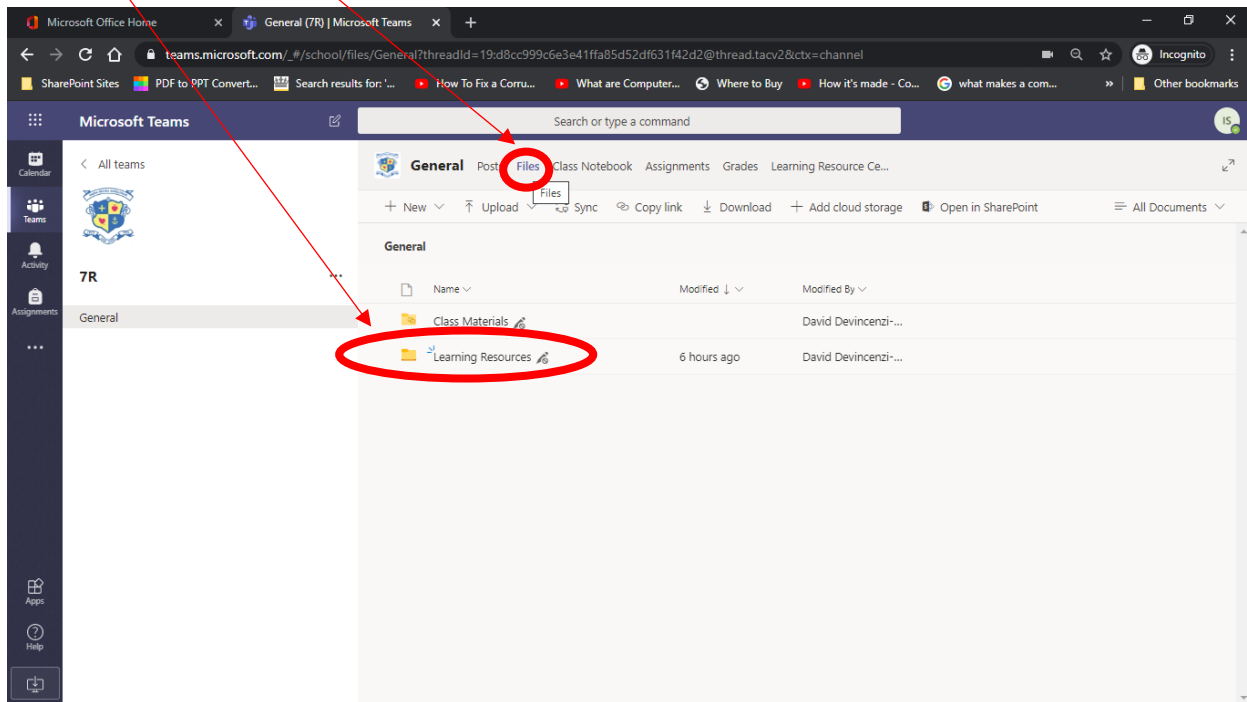 Microsoft Office Home
General (7R) | Microsoft Teams
teams.microsoft.com/_#/school/files/General?threadId=19:d8cc999c6e3e41ffa85d52df631f42d2@thread.tacv2&ctx=channel
Incognito
SharePoint Sites
PDF to PPT Convert...
Search results for: '...
How To Fix a Corru...
What are Computer...
Where to Buy
How it's made - Co...
what makes a com...
»
Other bookmarks
Microsoft Teams
Search or type a command
IS
Calendar
Teams
Activity
Assignments
All teams
7R
General
General
Posts
Files
Class Notebook
Assignments
Grades
Learning Resource Ce...
Files
+ New
Upload
Sync
Copy link
Download
+ Add cloud storage
Open in SharePoint
All Documents
General
Name
Modified ↓
Modified By
Class Materials
David Devincenzi-...
Learning Resources
6 hours ago
David Devincenzi-...
Apps
Help